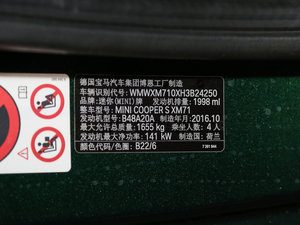 德国宝马汽车集团博恩工厂制造
车辆识别代号: WMWXM710XH3B24250
品牌: 迷你(MINI)牌 发动机排量: 1998 ml
整车型号: MINI COOPER S XM71
发动机型号: B48A20A 制造年月: 2016.10
最大允许总质量: 1655 kg 乘坐人数: 4 人
发动机最大净功率: 141 kW 制造国: 荷兰
颜色代码/色圈: B22/6